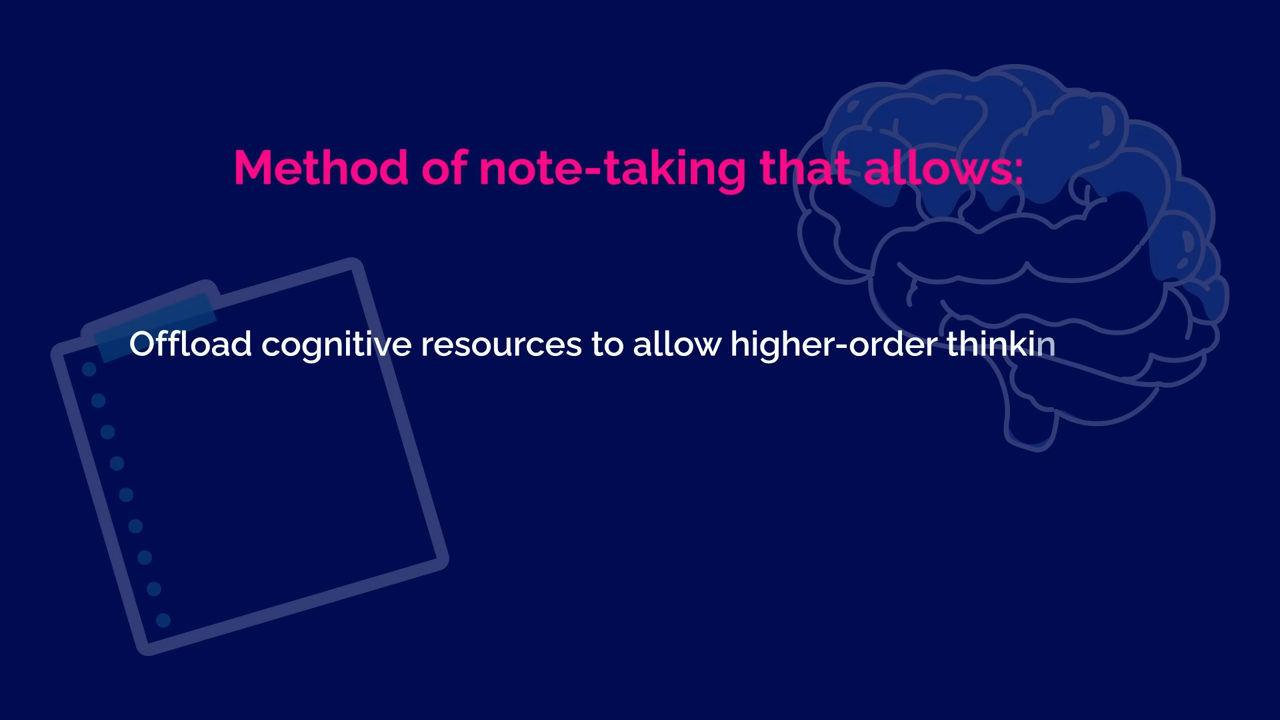 Method of note-taking that allows:
Offload cognitive resources to allow higher-order thinkin